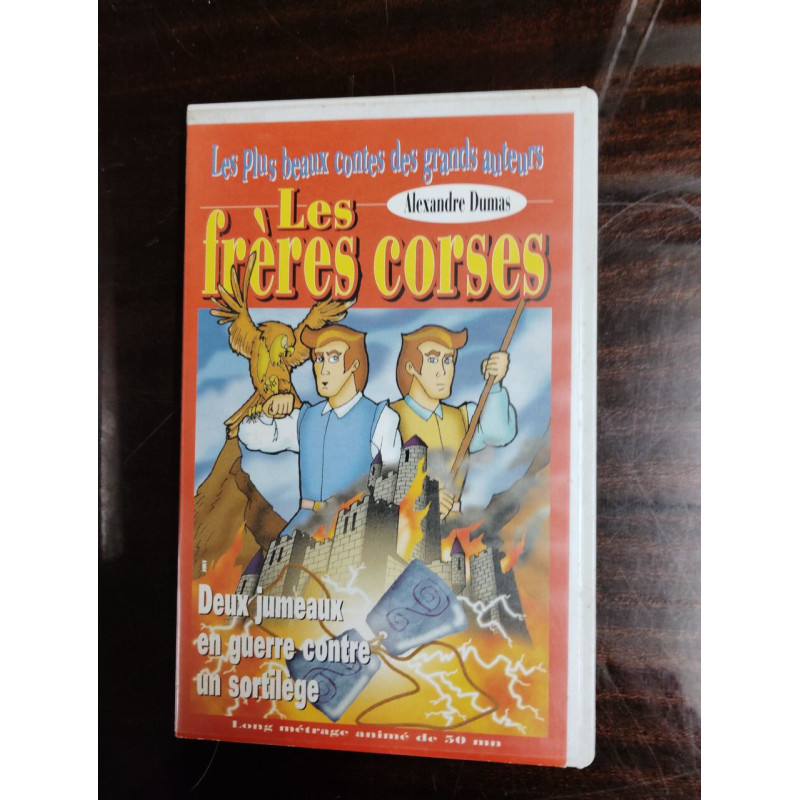 Les plus beaux contes des grands auteurs
Les
Alexandre Dumas
frères corses
Deux jumeaux
en guerre contre
un sortilège
Long métrage animé de 50 mn